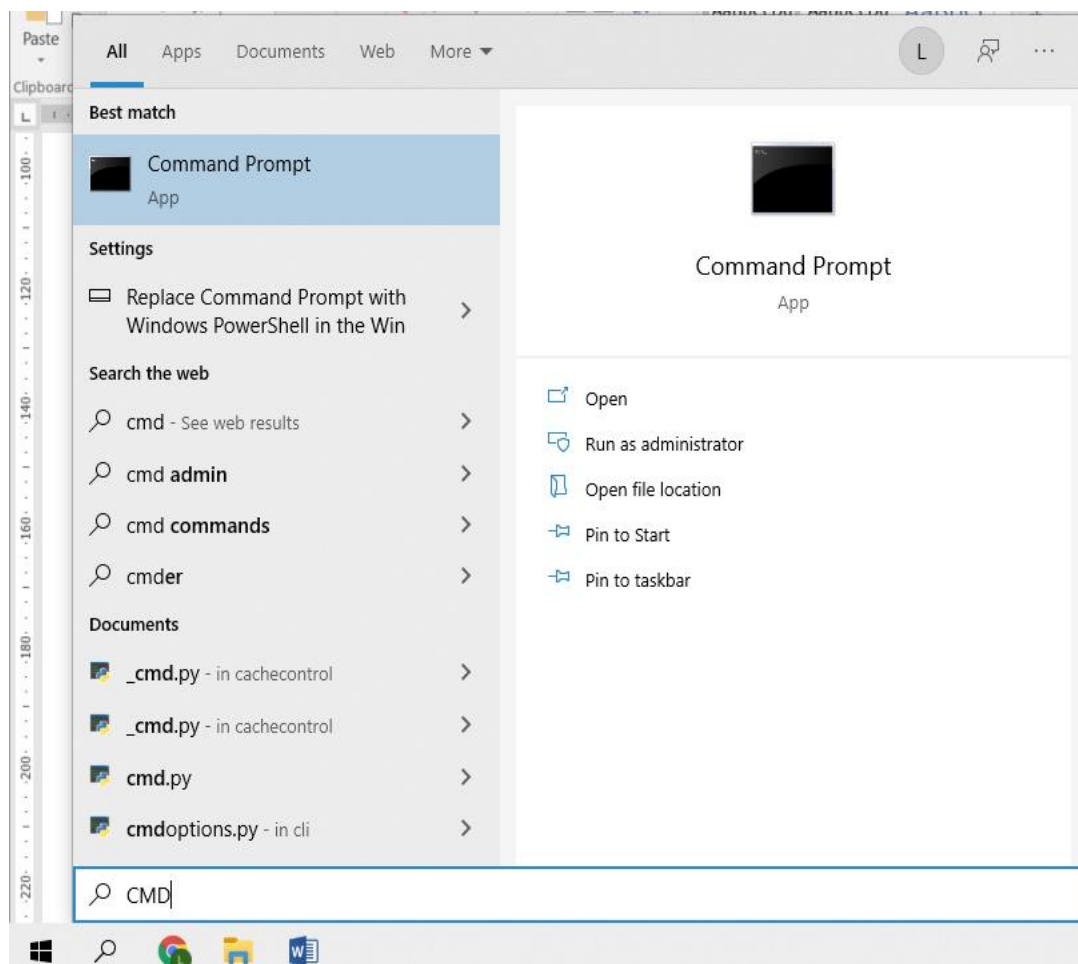 Paste
Clipboard
All Apps Documents Web More
L
Best match
Command Prompt
App
Settings
Replace Command Prompt with
Windows PowerShell in the Win
Search the web
cmd - See web results
cmd admin
cmd commands
cmder
Documents
_cmd.py - in cachecontrol
_cmd.py - in cachecontrol
cmd.py
cmdoptions.py - in cli
Command Prompt
App
Open
Run as administrator
Open file location
Pin to Start
Pin to taskbar
CMD
100
120
140
160
180
200
220